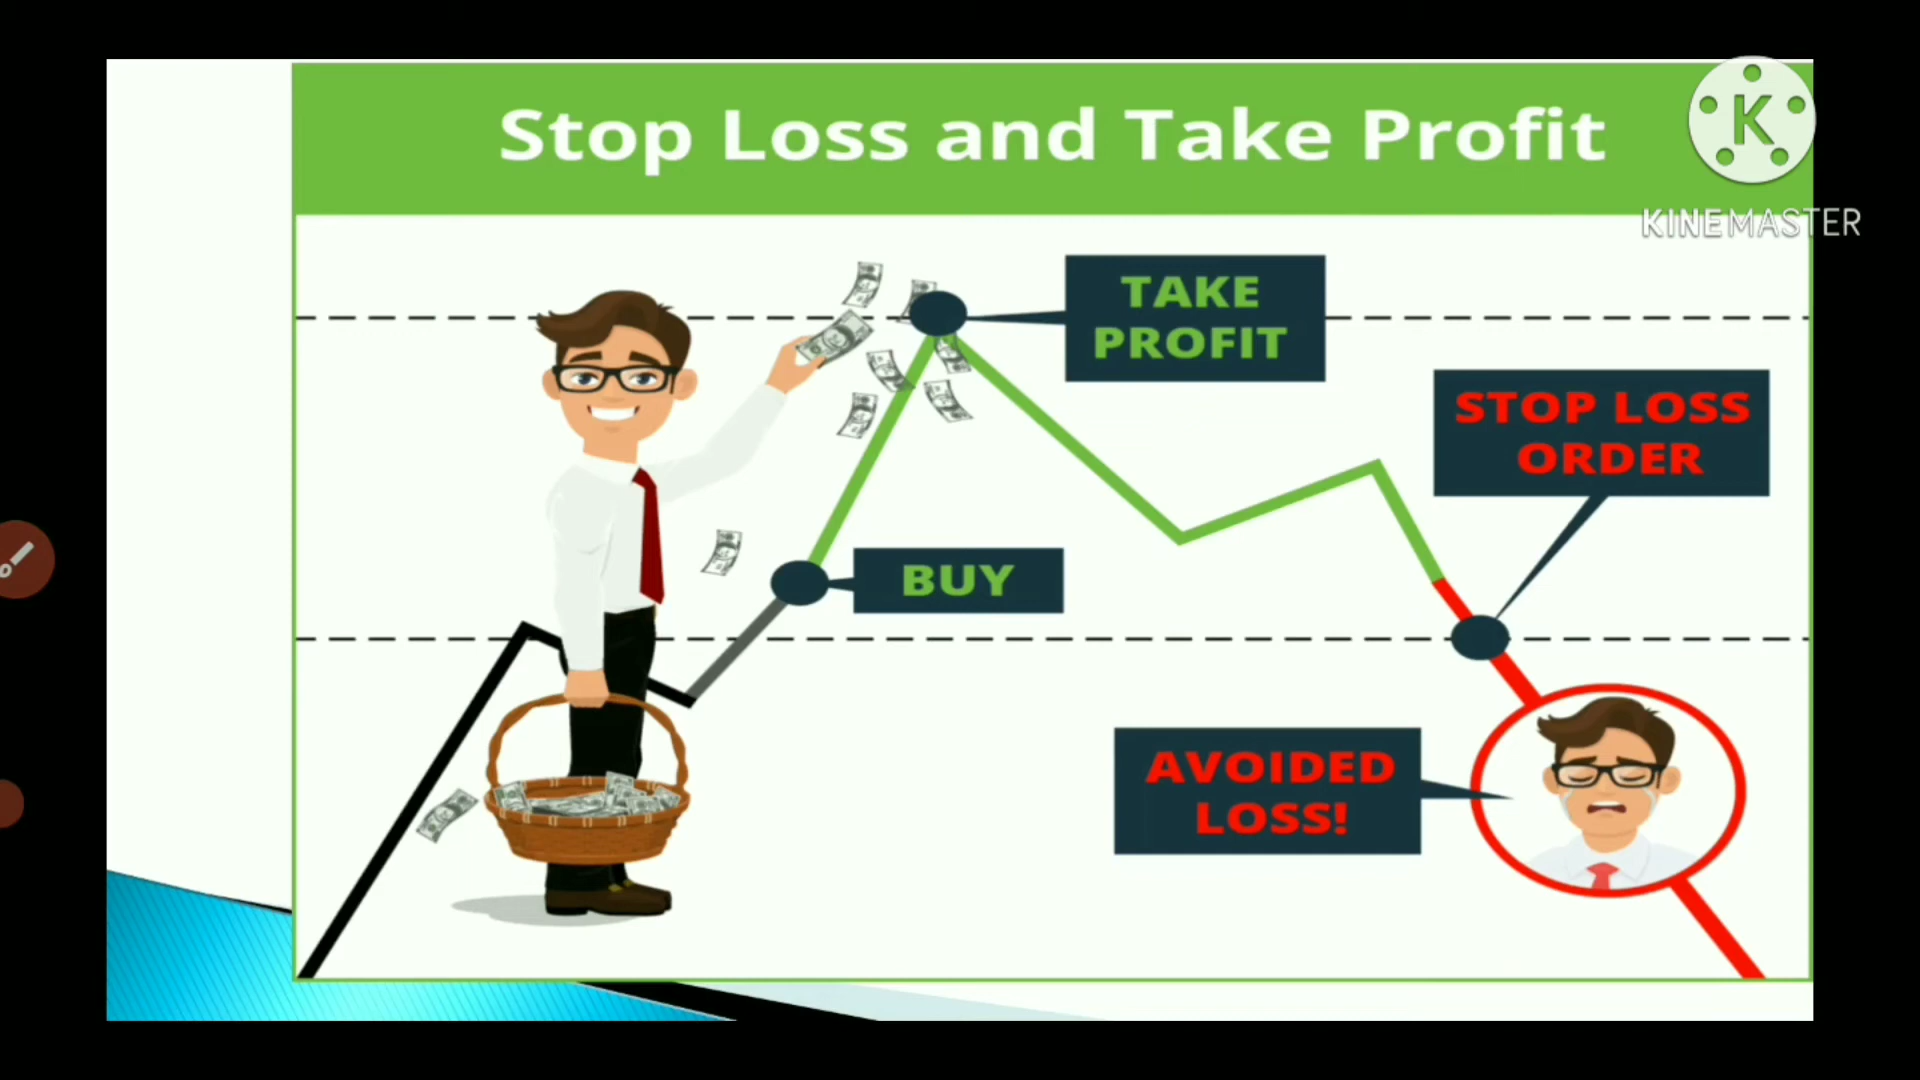 Stop Loss and Take Profit
K
KINEMASTER
TAKE
PROFIT
STOP LOSS
ORDER
BUY
AVOIDED
LOSS!